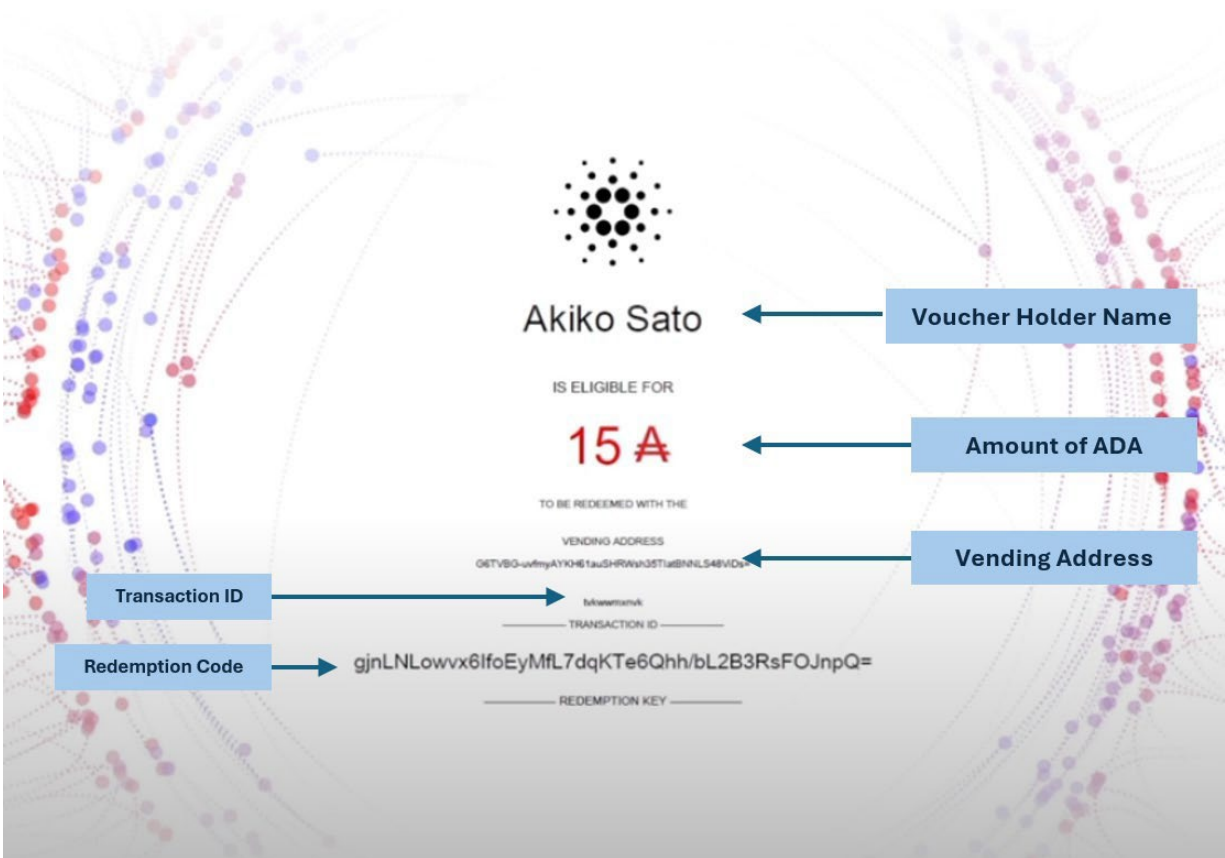 Akiko Sato
Voucher Holder Name
IS ELIGIBLE FOR
15 ₳
Amount of ADA
TO BE REDEEMED WITH THE
VENDING ADDRESS
Vending Address
Transaction ID
TRANSACTION ID
Redemption Code
gjnLNLowvx6IfoEyMfL7dqKTe6Qhh/bL2B3RsFOJnpQ=
REDEMPTION KEY